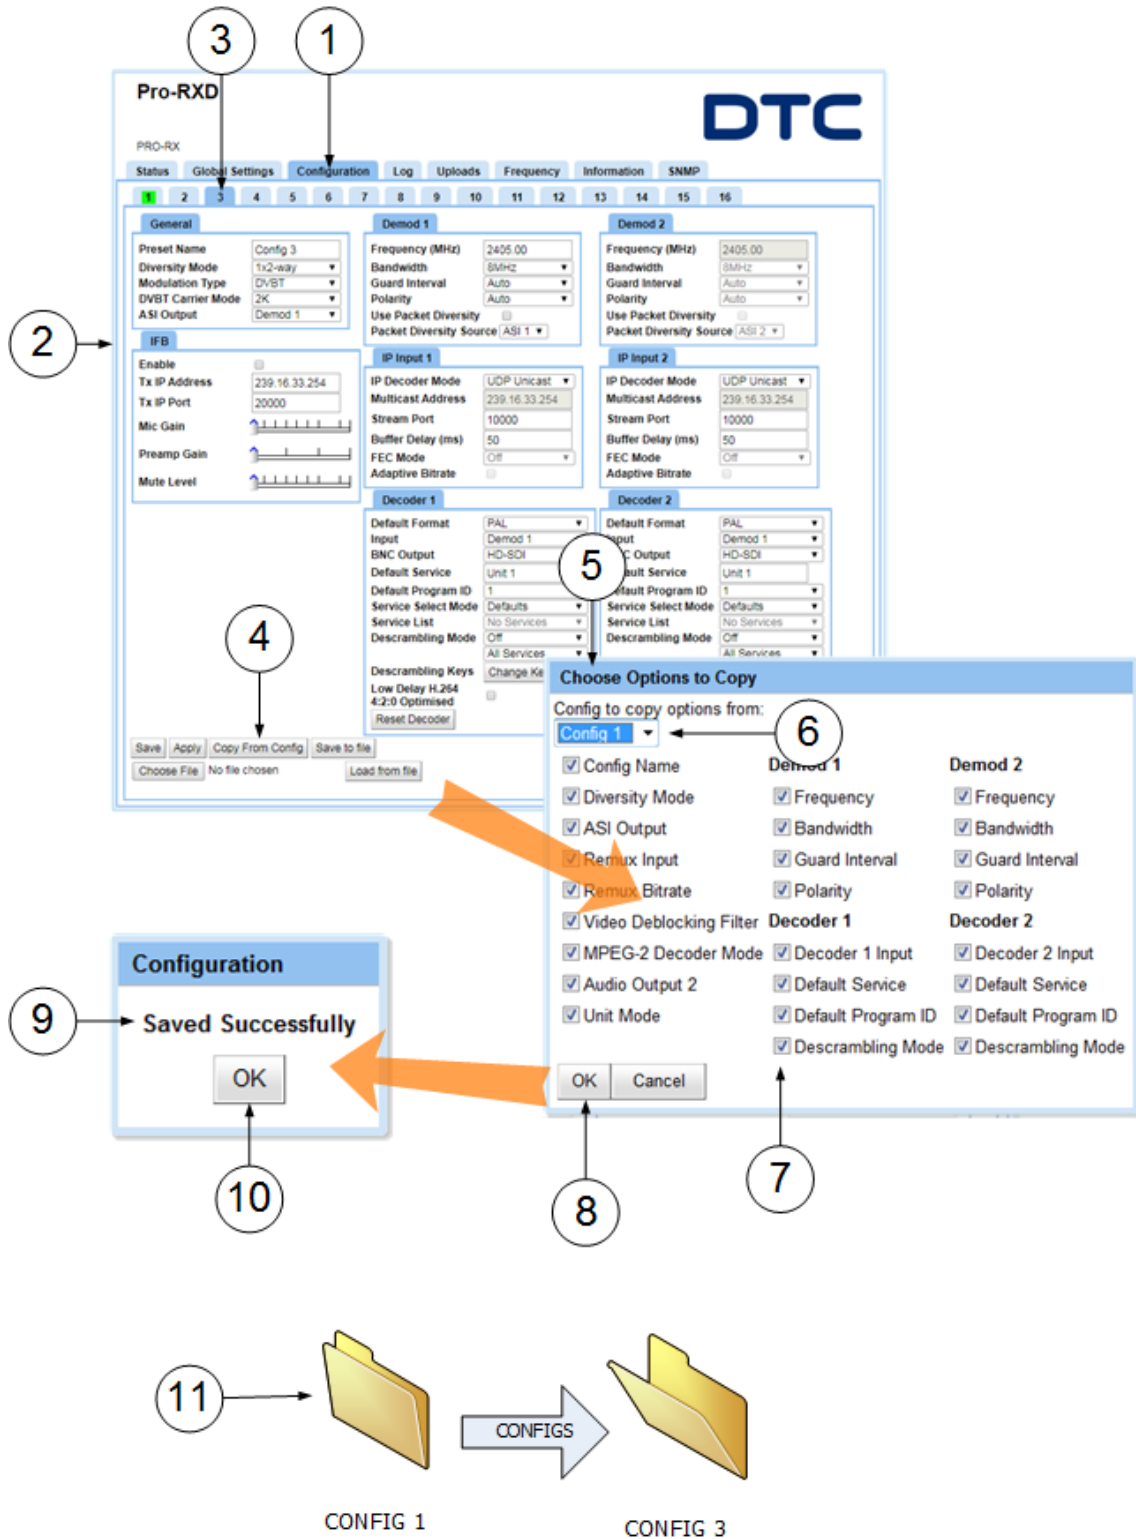 3
1
Pro-RXD
DTC
PRO-RX
Status Global Settings Configuration Log Uploads Frequency Information SNMP
1 2 3 4 5 6 7 8 9 10 11 12 13 14 15 16
General
Preset Name Config 3
Diversity Mode 1x2-way
Modulation Type DVBT
DVBT Carrier Mode 2K
ASI Output Demod 1
2
IFB
Enable
Tx IP Address 239.16.33.254
Tx IP Port 20000
Mic Gain
Preamp Gain
Mute Level
Demod 1
Frequency (MHz) 2405.00
Bandwidth 8MHz
Guard Interval Auto
Polarity Auto
Use Packet Diversity
Packet Diversity Source ASI 1
IP Input 1
IP Decoder Mode UDP Unicast
Multicast Address 239.16.33.254
Stream Port 10000
Buffer Delay (ms) 50
FEC Mode Off
Adaptive Bitrate
Decoder 1
Default Format PAL
Input Demod 1
BNC Output HD-SDI
Default Service Unit 1
Default Program ID 1
Service Select Mode Defaults
Service List No Services
Descrambling Mode Off
All Services
Descrambling Keys Change Ke
Low Delay H.264
4:2:0 Optimised
Reset Decoder
Demod 2
Frequency (MHz) 2405.00
Bandwidth 8MHz
Guard Interval Auto
Polarity Auto
Use Packet Diversity
Packet Diversity Source ASI 2
IP Input 2
IP Decoder Mode UDP Unicast
Multicast Address 239.16.33.254
Stream Port 10000
Buffer Delay (ms) 50
FEC Mode Off
Adaptive Bitrate
Decoder 2
Default Format PAL
Input Demod 1
C Output HD-SDI
5
Default Service Unit 1
Default Program ID 1
Service Select Mode Defaults
Service List No Services
Descrambling Mode Off
All Services
4
Save Apply Copy From Config Save to file
Choose File No file chosen Load from file
Choose Options to Copy
Config to copy options from:
Config 1
6
Config Name
Diversity Mode
ASI Output
Remux Input
Remux Bitrate
Video Deblocking Filter
MPEG-2 Decoder Mode
Audio Output 2
Unit Mode
Demod 1
Frequency
Bandwidth
Guard Interval
Polarity
Decoder 1
Decoder 1 Input
Default Service
Default Program ID
Descrambling Mode
Demod 2
Frequency
Bandwidth
Guard Interval
Polarity
Decoder 2
Decoder 2 Input
Default Service
Default Program ID
Descrambling Mode
OK Cancel
7
8
Configuration
9
Saved Successfully
OK
10
11
CONFIGS
CONFIG 1
CONFIG 3